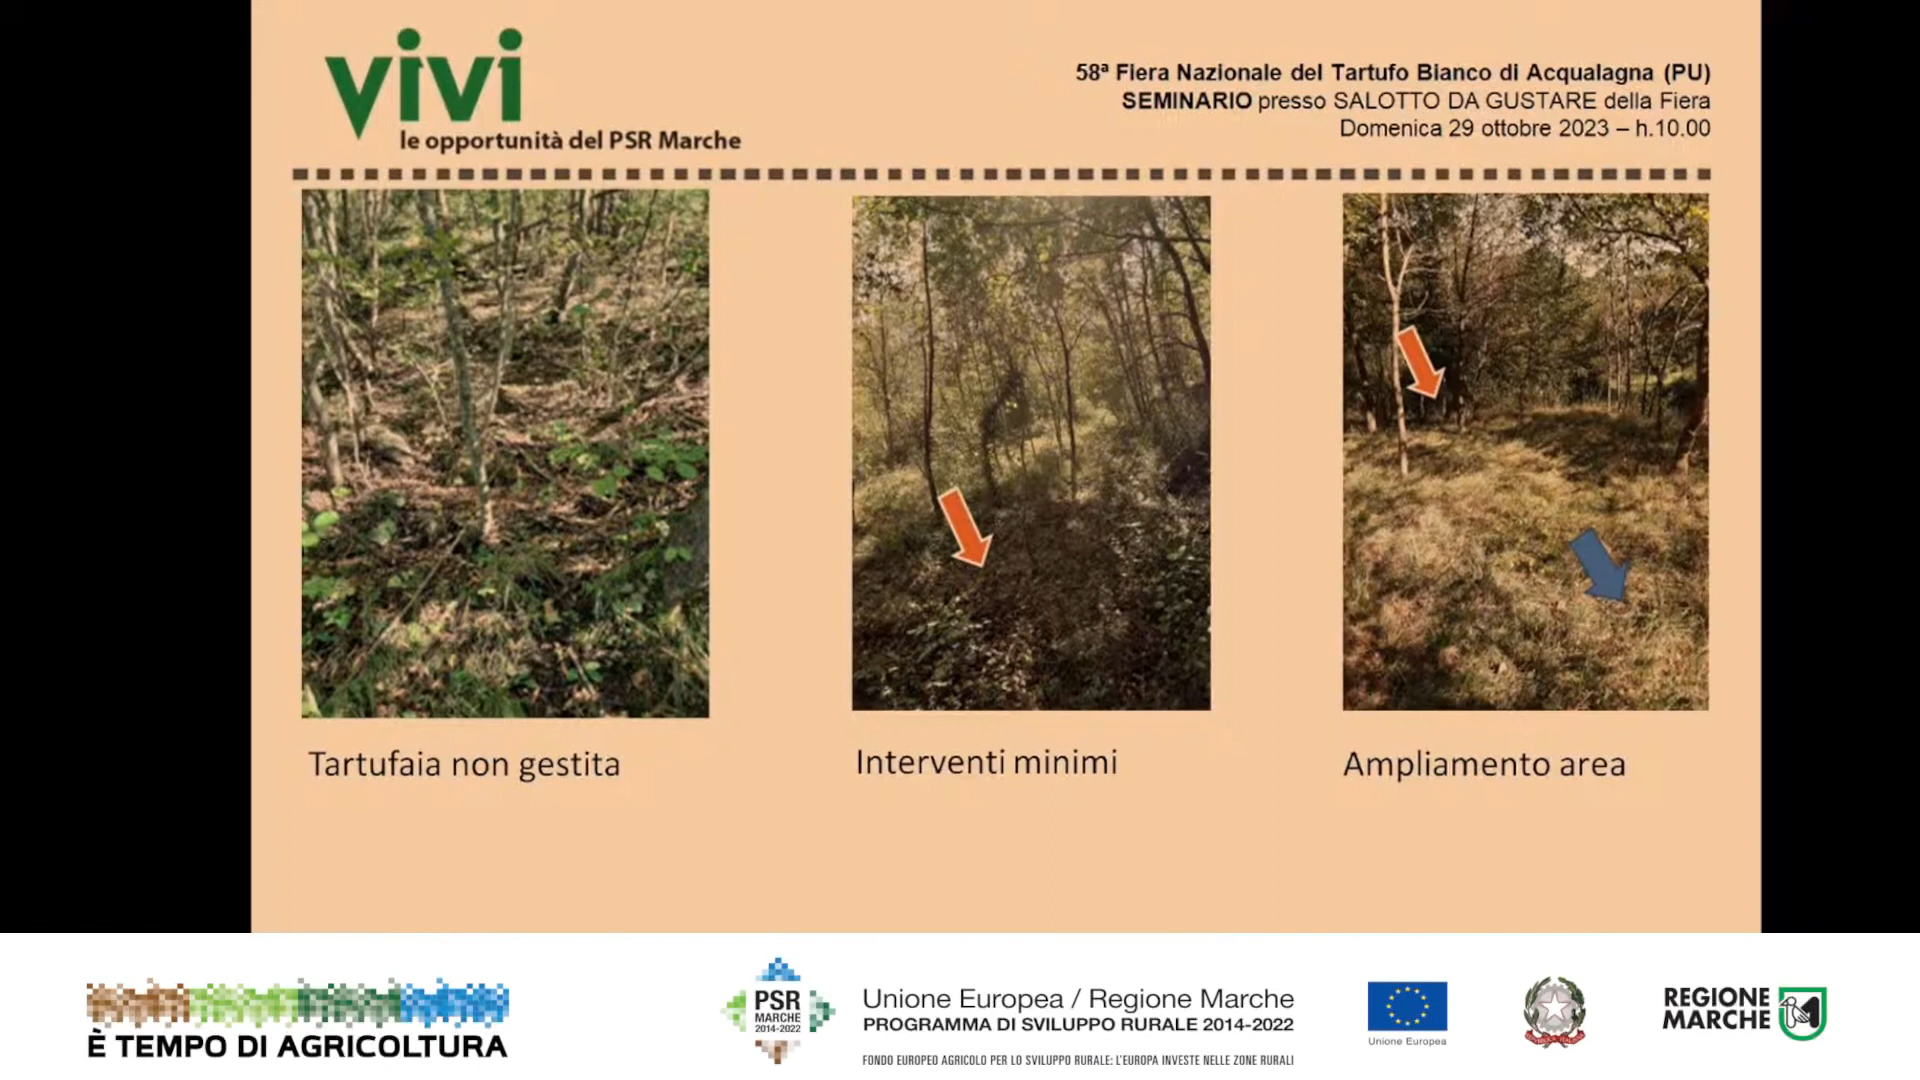 vivi
le opportunità del PSR Marche
58ª Fiera Nazionale del Tartufo Bianco di Acqualagna (PU)
SEMINARIO presso SALOTTO DA GUSTARE della Fiera
Domenica 29 ottobre 2023 – h.10.00
Tartufaia non gestita
Interventi minimi
Ampliamento area
È TEMPO DI AGRICOLTURA
PSR
MARCHE
2014-2022
Unione Europea / Regione Marche
PROGRAMMA DI SVILUPPO RURALE 2014-2022
FONDO EUROPEO AGRICOLO PER LO SVILUPPO RURALE: L'EUROPA INVESTE NELLE ZONE RURALI
Unione Europea
REGIONE
MARCHE